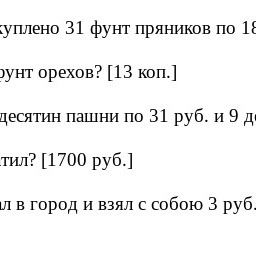 куплено 31 фунт пряников по 18
фунт орехов? [13 коп.]
десятин пашни по 31 руб. и 9 де
тил? [1700 руб.]
л в город и взял с собою 3 руб.